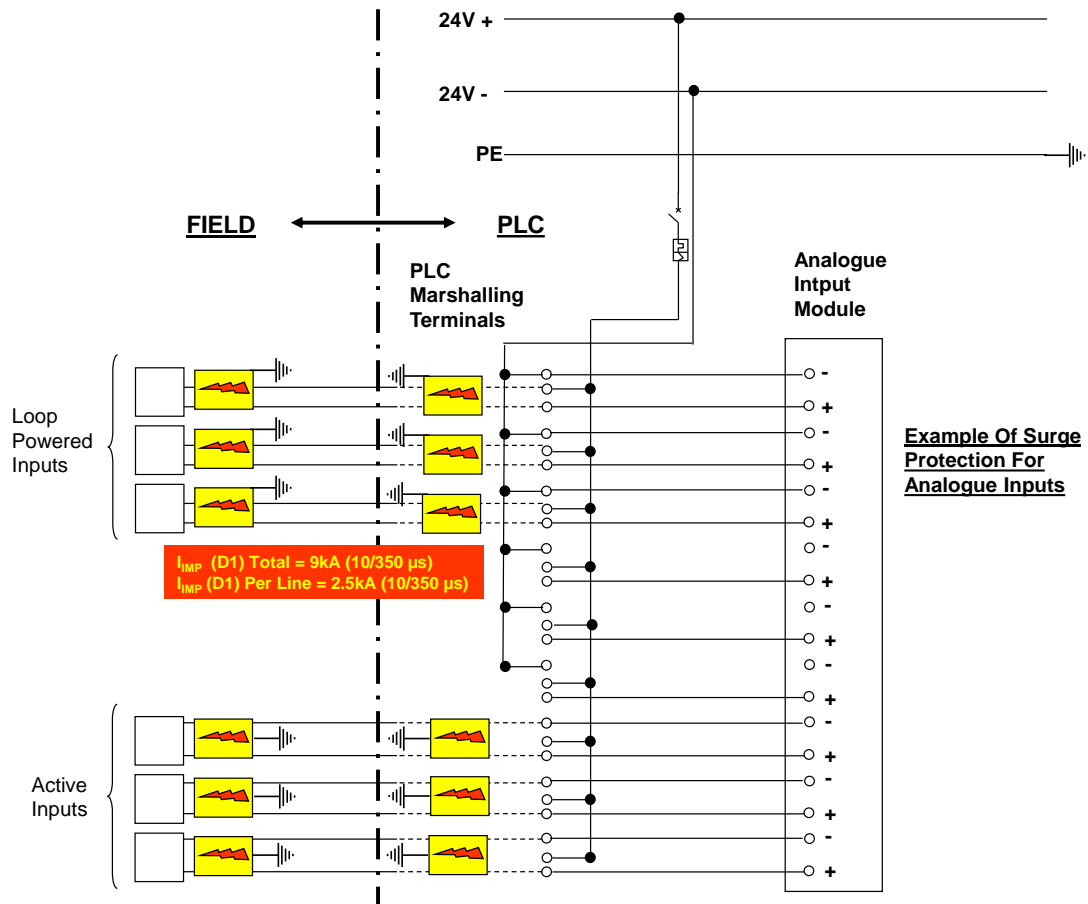 24V +
24V -
PE
FIELD
PLC
PLC
Marshalling
Terminals
Analogue
Intput
Module
Loop
Powered
Inputs
Example Of Surge
Protection For
Analogue Inputs
IIMP (D1) Total = 9kA (10/350 µs)
IIMP (D1) Per Line = 2.5kA (10/350 µs)
Active
Inputs
-
+
-
+
-
+
-
+
-
+
-
+
-
+
-
+
-
+